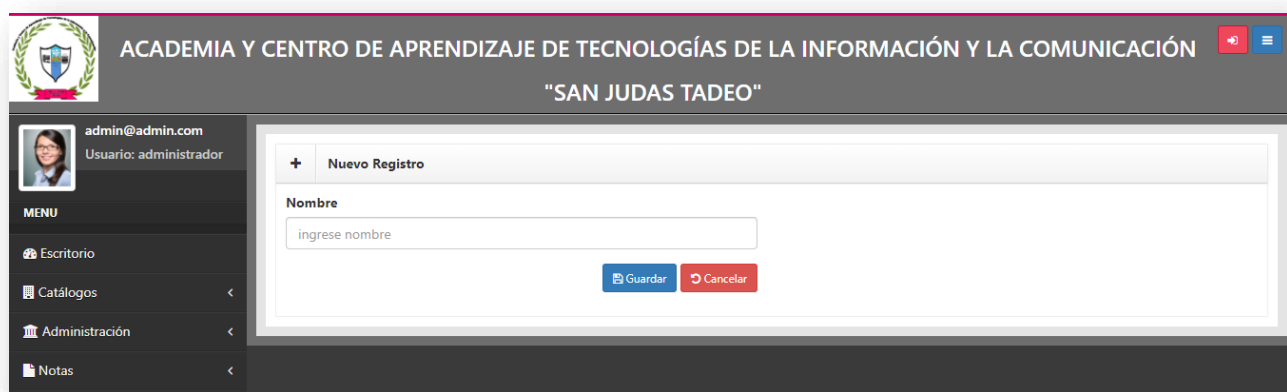 ACADEMIA Y CENTRO DE APRENDIZAJE DE TECNOLOGÍAS DE LA INFORMACIÓN Y LA COMUNICACIÓN
"SAN JUDAS TADEO"
admin@admin.com
Usuario: administrador
MENU
Escritorio
Catálogos
Administración
Notas
Nuevo Registro
Nombre
ingrese nombre
Guardar
Cancelar